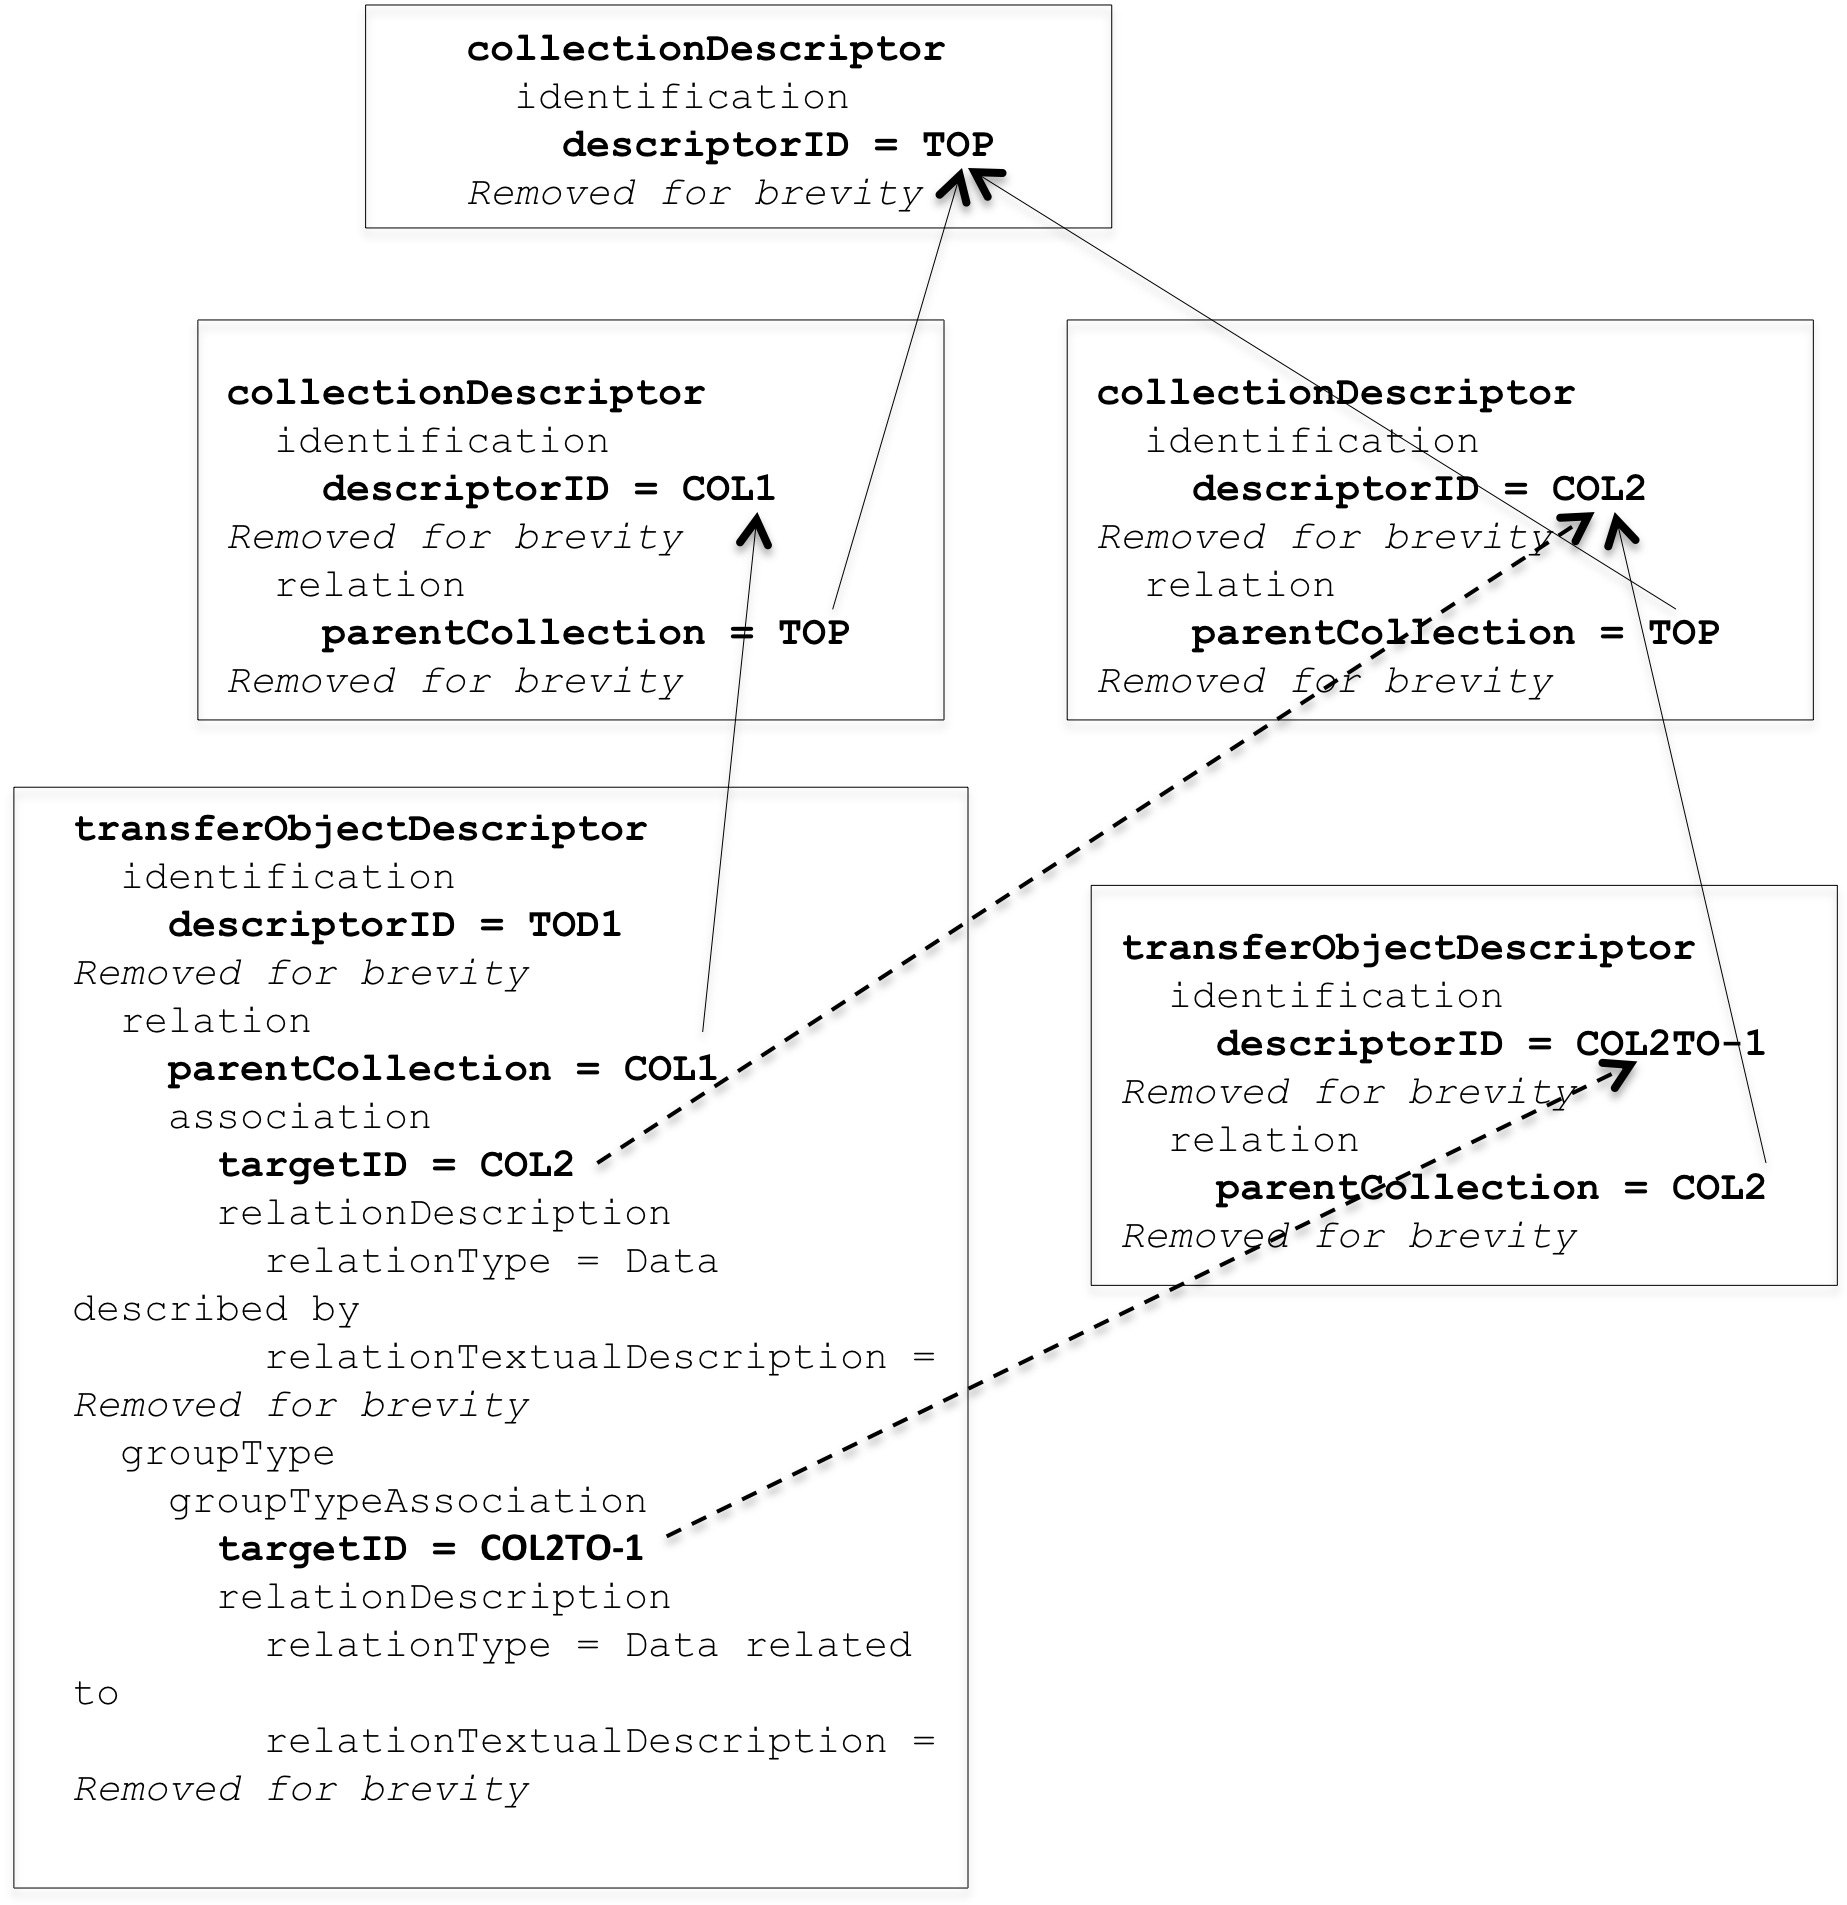 collectionDescriptor
identification
descriptorID = TOP
Removed for brevity
collectionDescriptor
identification
descriptorID = COL1
Removed for brevity
relation
parentCollection = TOP
Removed for brevity
collectionDescriptor
identification
descriptorID = COL2
Removed for brevity
relation
parentCollection = TOP
Removed for brevity
transferObjectDescriptor
identification
descriptorID = TOD1
Removed for brevity
relation
parentCollection = COL1
association
targetID = COL2
relationDescription
relationType = Data
described by
relationTextualDescription =
Removed for brevity
groupType
groupTypeAssociation
targetID = COL2TO-1
relationDescription
relationType = Data related
to
relationTextualDescription =
Removed for brevity
transferObjectDescriptor
identification
descriptorID = COL2TO-1
Removed for brevity
relation
parentCollection = COL2
Removed for brevity